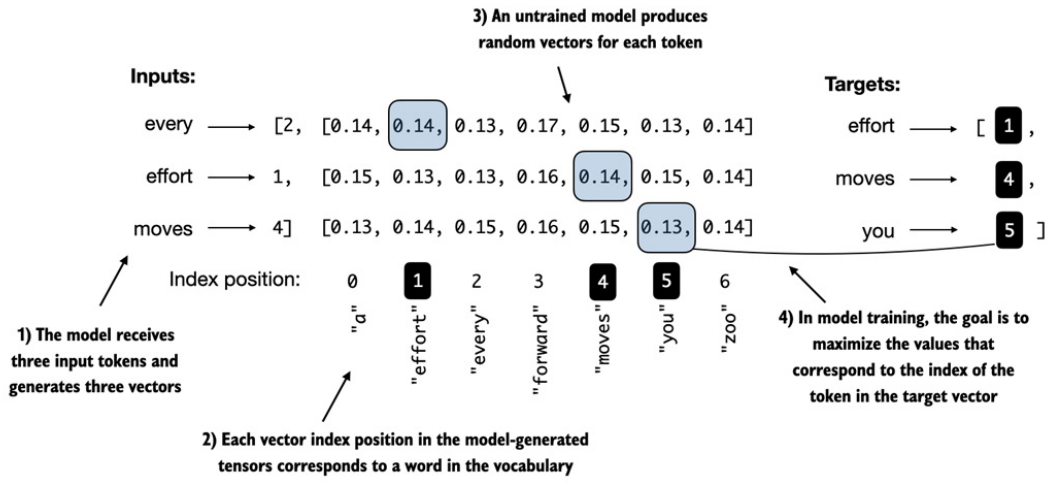 3) An untrained model produces
random vectors for each token
Inputs:
Targets:
every [2, [0.14, 0.14, 0.13, 0.17, 0.15, 0.13, 0.14] effort [ 1 ,
effort 1, [0.15, 0.13, 0.13, 0.16, 0.14, 0.15, 0.14] moves 4 ,
moves 4] [0.13, 0.14, 0.15, 0.16, 0.15, 0.13, 0.14] you 5 ]
Index position: 0 1 2 3 4 5 6
"a" "effort" "every" "forward" "moves" "you" "zoo"
1) The model receives
three input tokens and
generates three vectors
4) In model training, the goal is to
maximize the values that
correspond to the index of the
token in the target vector
2) Each vector index position in the model-generated
tensors corresponds to a word in the vocabulary